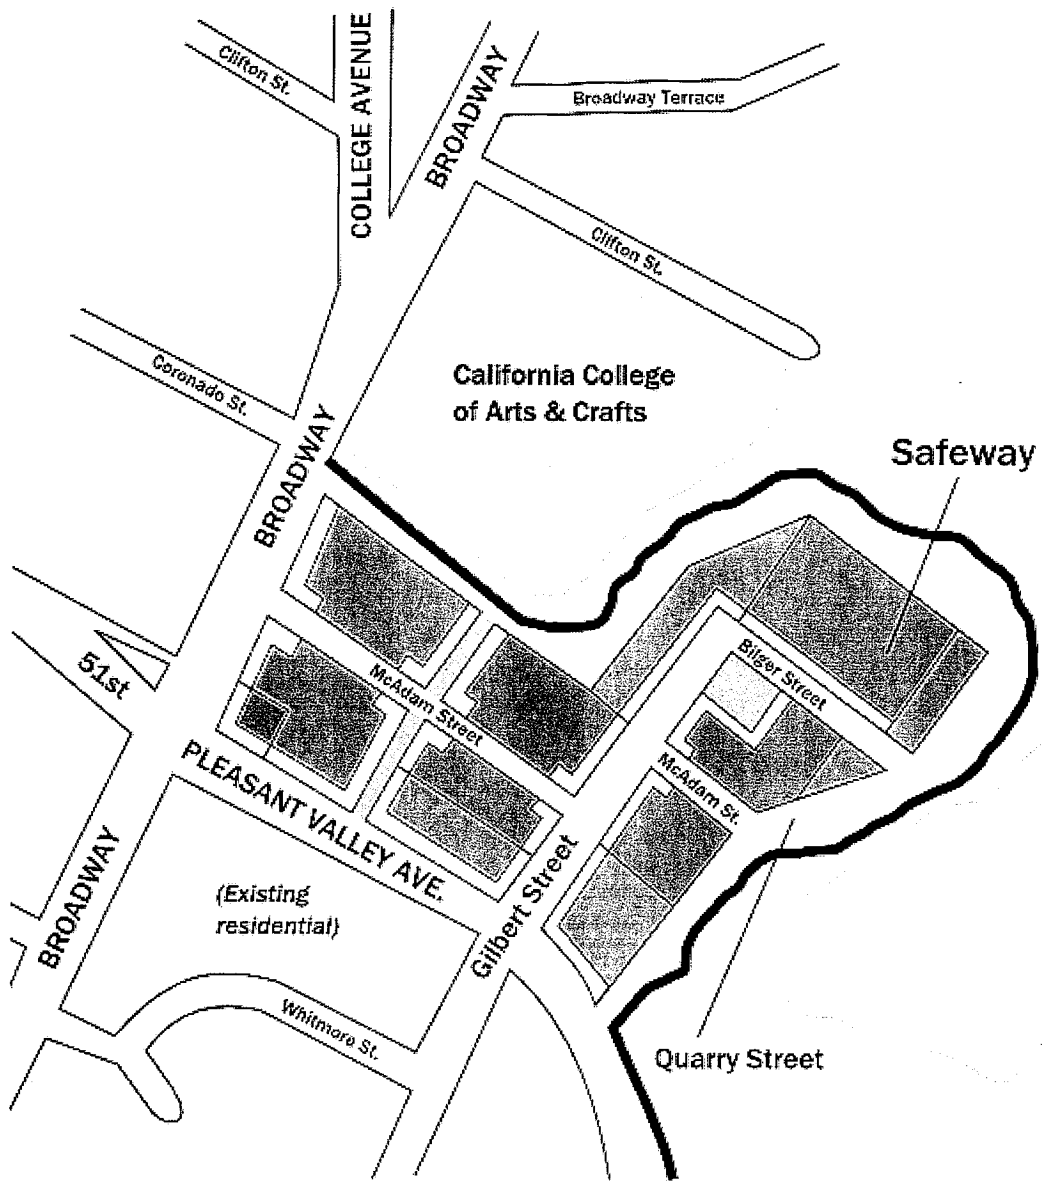 Clifton St.
COLLEGE AVENUE
BROADWAY
Broadway Terrace
Clifton St.
Coronado St.
California College
of Arts & Crafts
BROADWAY
Safeway
51st
McAdam Street
Bilger Street
PLEASANT VALLEY AVE.
McAdam St.
BROADWAY
(Existing
residential)
Gilbert Street
Whitmore St.
Quarry Street